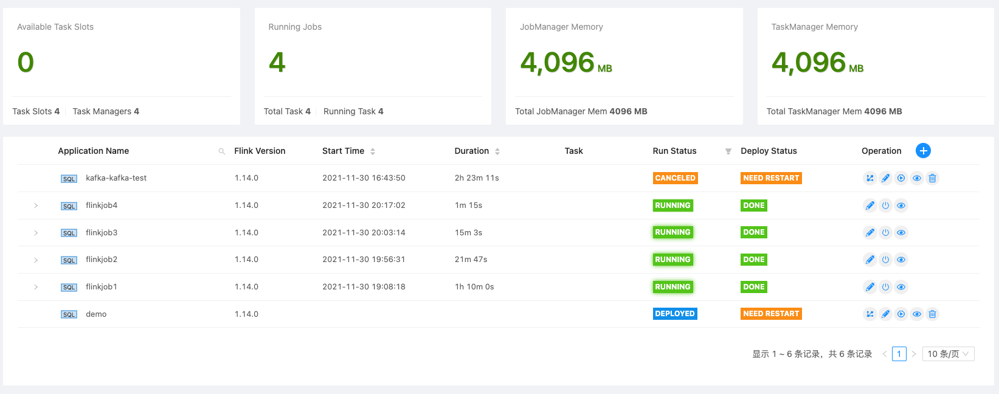 Available Task Slots
0
Task Slots 4 Task Managers 4
Running Jobs
4
Total Task 4 Running Task 4
JobManager Memory
4,096 MB
Total JobManager Mem 4096 MB
TaskManager Memory
4,096 MB
Total TaskManager Mem 4096 MB
Application Name Flink Version Start Time Duration Task Run Status Deploy Status Operation
SQL kafka-kafka-test 1.14.0 2021-11-30 16:43:50 2h 23m 11s CANCELED NEED RESTART
SQL flinkjob4 1.14.0 2021-11-30 20:17:02 1m 15s RUNNING DONE
SQL flinkjob3 1.14.0 2021-11-30 20:03:14 15m 3s RUNNING DONE
SQL flinkjob2 1.14.0 2021-11-30 19:56:31 21m 47s RUNNING DONE
SQL flinkjob1 1.14.0 2021-11-30 19:08:18 1h 10m 0s RUNNING DONE
SQL demo 1.14.0 DEPLOYED NEED RESTART
显示 1 ~ 6 条记录，共 6 条记录 < 1 > 10 条/页